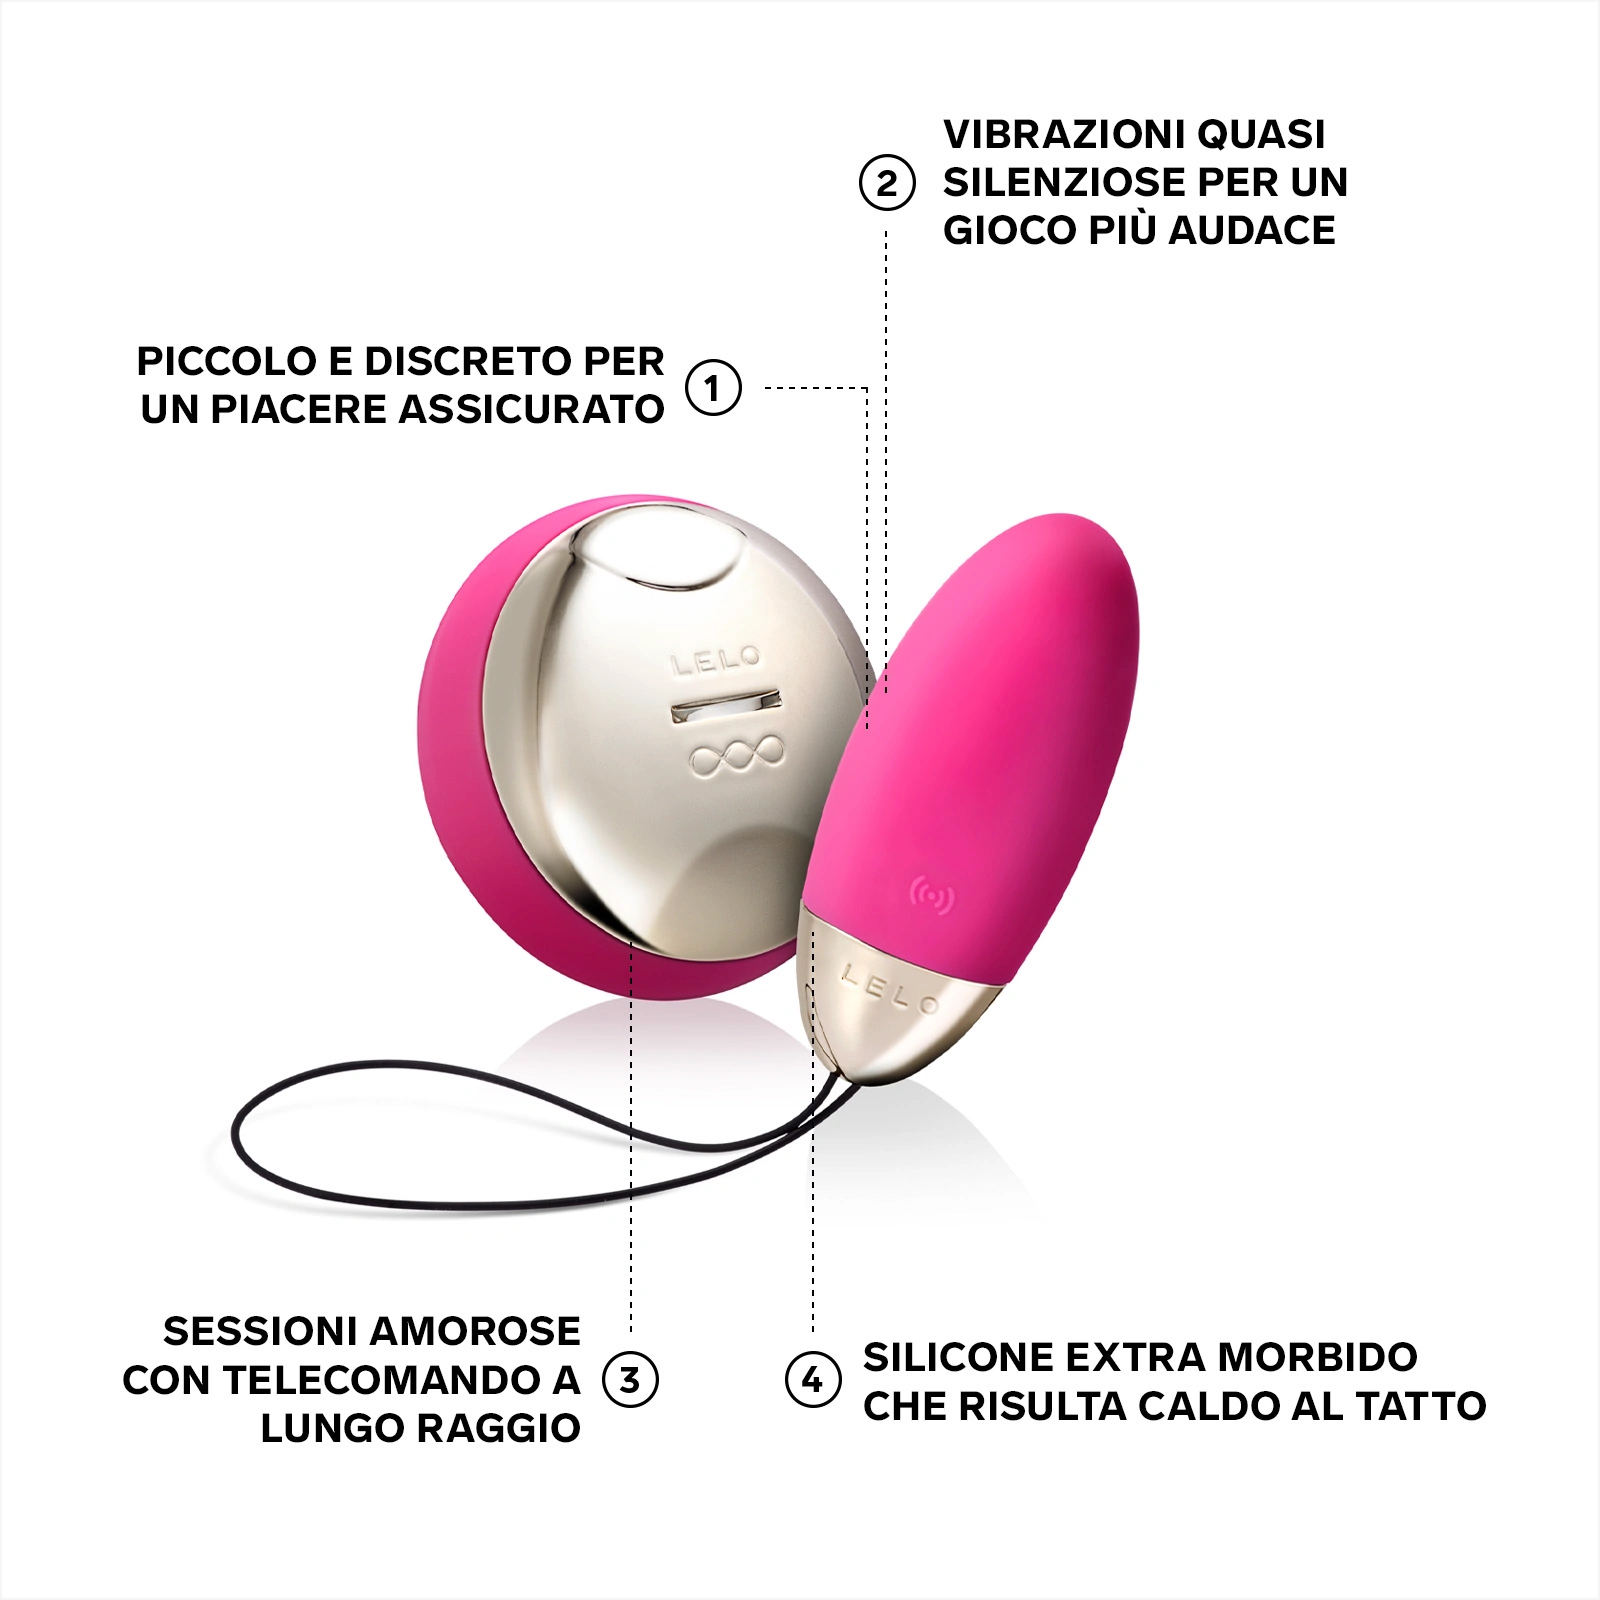 VIBRAZIONI QUASI
SILENZIOSE PER UN
GIOCO PIÙ AUDACE
2
PICCOLO E DISCRETO PER
UN PIACERE ASSICURATO
1
LELO
LELO
SESSIONI AMOROSE
CON TELECOMANDO A
LUNGO RAGGIO
3
4
SILICONE EXTRA MORBIDO
CHE RISULTA CALDO AL TATTO